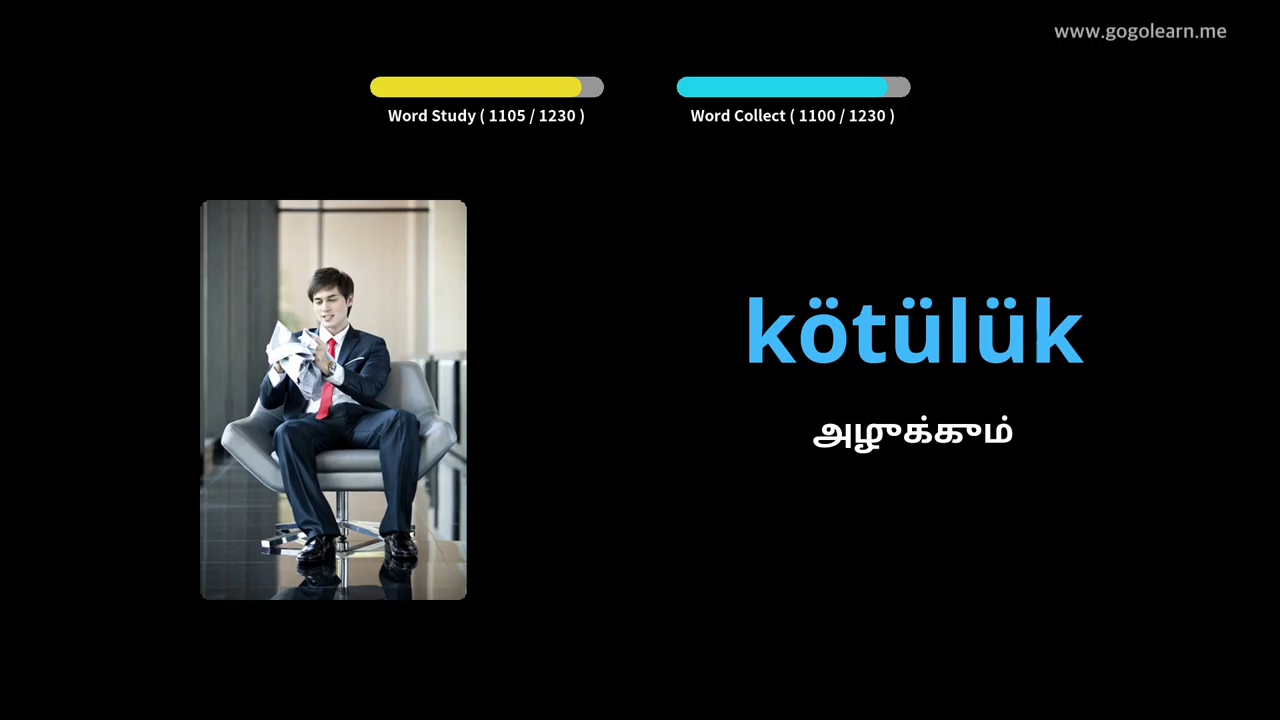 www.gogolearn.me
Word Study ( 1105 / 1230 )
Word Collect ( 1100 / 1230 )
kötülük
அழுக்கும்